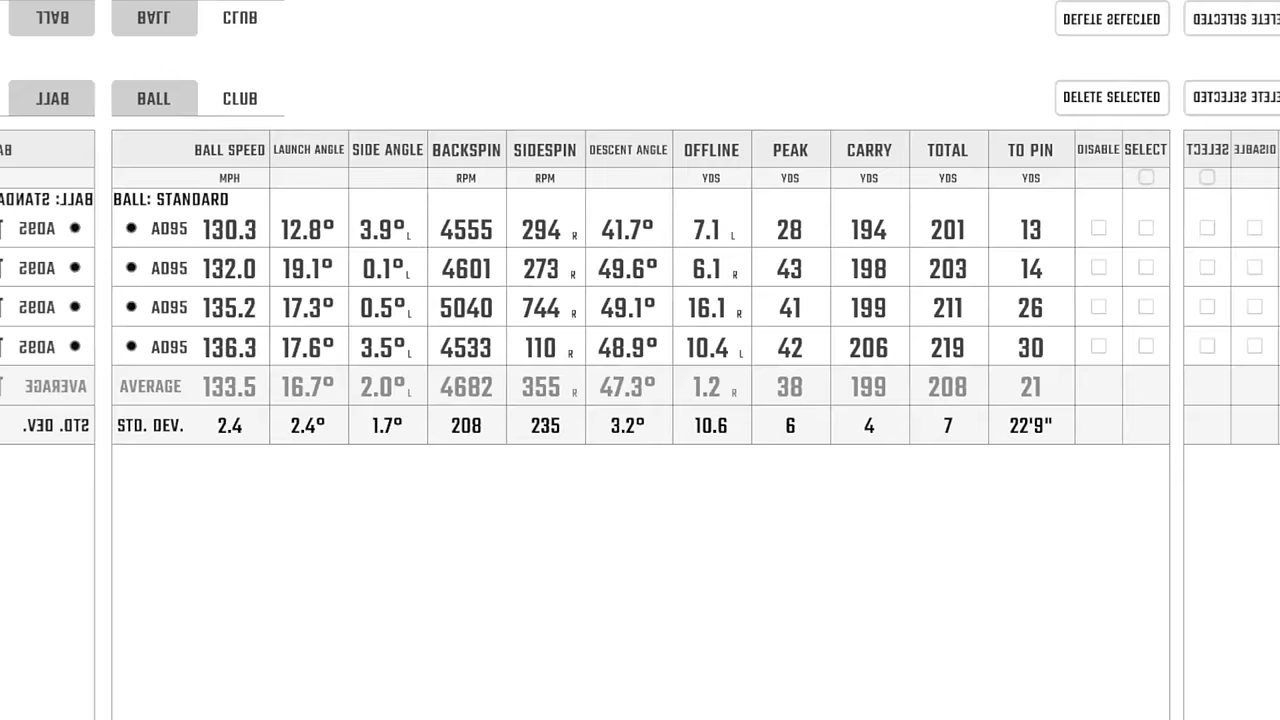 BALL CLUB DELETE SELECTED
BALL CLUB DELETE SELECTED
BALL SPEED LAUNCH ANGLE SIDE ANGLE BACKSPIN SIDESPIN DESCENT ANGLE OFFLINE PEAK CARRY TOTAL TO PIN DISABLE SELECT
MPH RPM RPM YDS YDS YDS YDS YDS
BALL: STANDARD
AD95 130.3 12.8° 3.9° L 4555 294 R 41.7° 7.1 L 28 194 201 13
AD95 132.0 19.1° 0.1° L 4601 273 R 49.6° 6.1 R 43 198 203 14
AD95 135.2 17.3° 0.5° L 5040 744 R 49.1° 16.1 R 41 199 211 26
AD95 136.3 17.6° 3.5° L 4533 110 R 48.9° 10.4 L 42 206 219 30
AVERAGE 133.5 16.7° 2.0° L 4682 355 R 47.3° 1.2 R 38 199 208 21
STD. DEV. 2.4 2.4° 1.7° 208 235 3.2° 10.6 6 4 7 22'9"